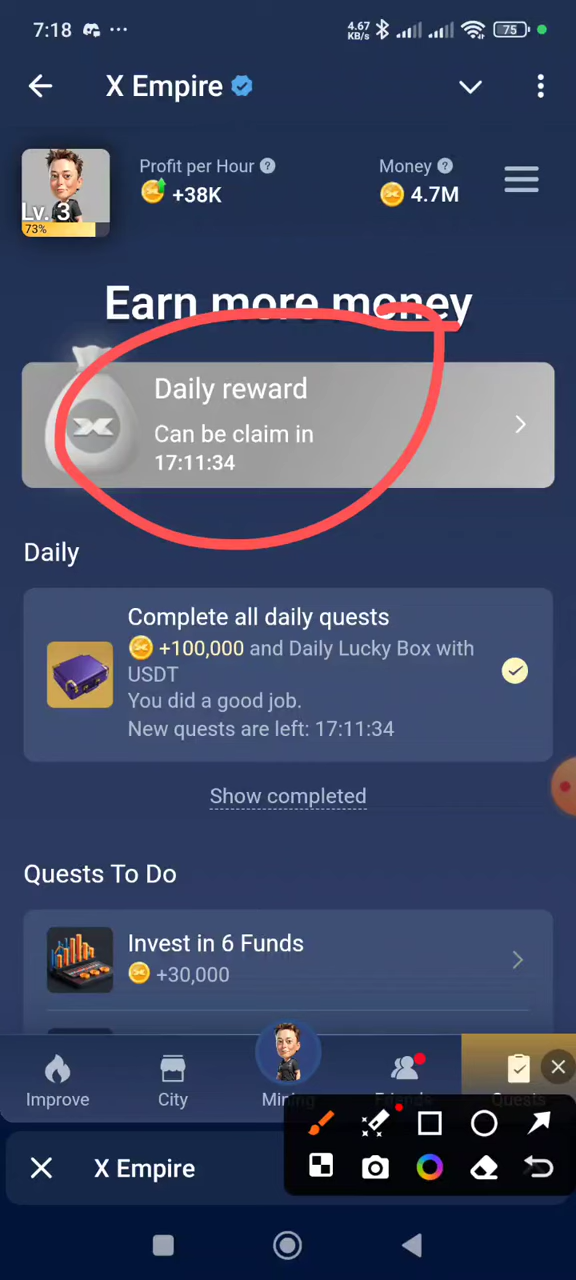 7:18
4.67
KB/s
75
X Empire
Profit per Hour ?
+38K
Money ?
4.7M
Lv. 3
73%
Earn more money
Daily reward
Can be claim in
17:11:34
Daily
Complete all daily quests
+100,000 and Daily Lucky Box with
USDT
You did a good job.
New quests are left: 17:11:34
Show completed
Quests To Do
Invest in 6 Funds
+30,000
Improve
City
Mining
Friends
Quests
X Empire